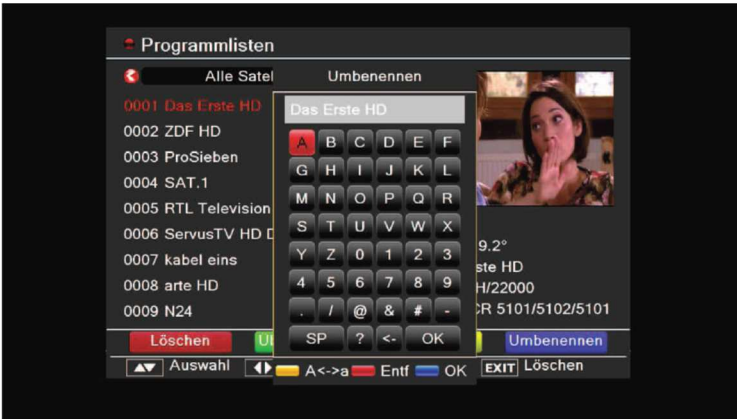 Programmlisten
Alle Satel
Umbenennen
0001 Das Erste HD
0002 ZDF HD
0003 ProSieben
0004 SAT.1
0005 RTL Television
0006 ServusTV HD D
0007 kabel eins
0008 arte HD
0009 N24
Das Erste HD
A B C D E F
G H I J K L
M N O P Q R
S T U V W X
Y Z 0 1 2 3
4 5 6 7 8 9
. / @ & # -
SP ? <- OK
9.2°
ste HD
H/22000
CR 5101/5102/5101
Löschen
Umbenennen
Auswahl
A<->a Entf OK
EXIT Löschen